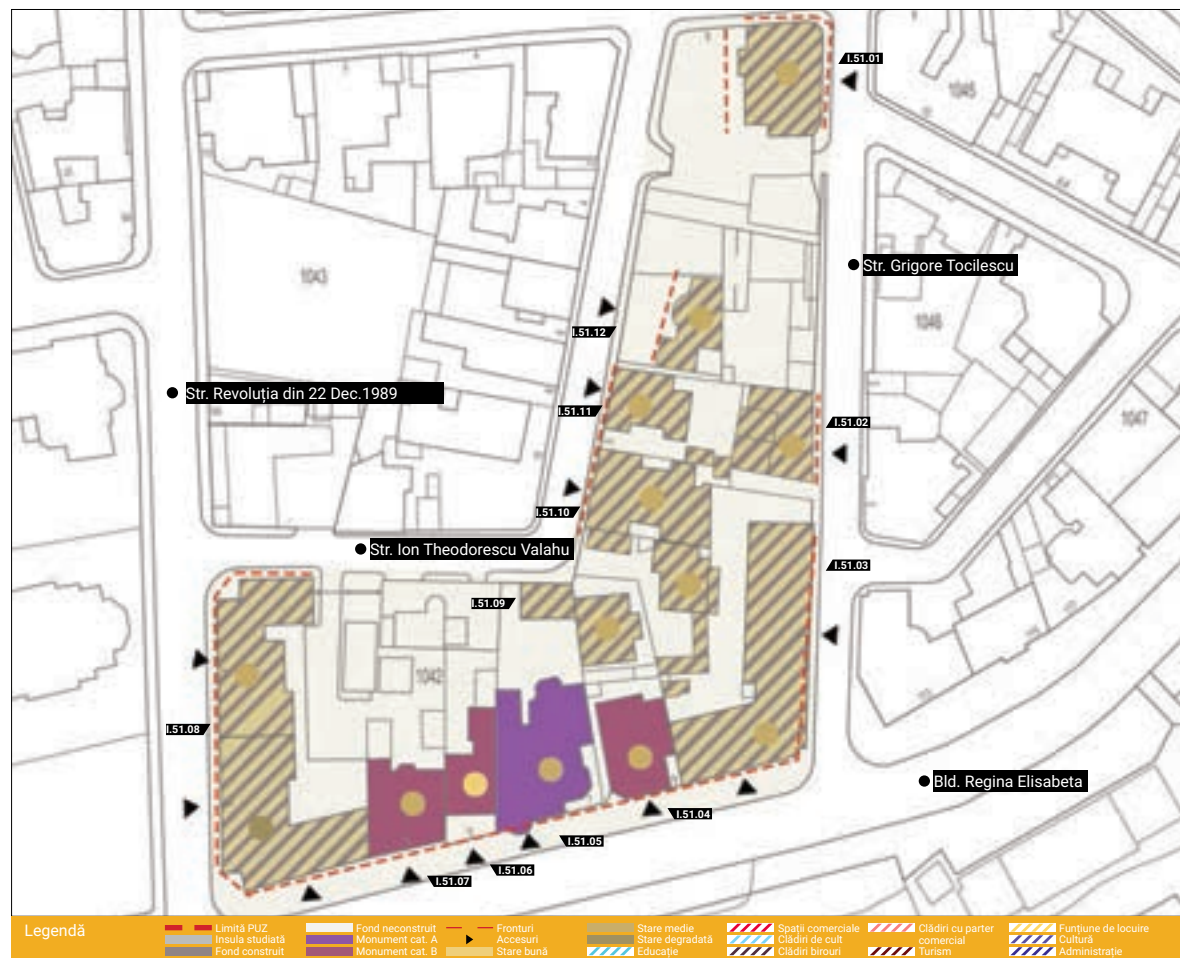 I.51.01
1045
44
Str. Grigore Tocilescu
1043
1046
I.51.12
Str. Revoluția din 22 Dec.1989
I.51.11
I.51.02
1047
I.51.10
Str. Ion Theodorescu Valahu
I.51.03
I.51.09
1042
I.51.08
Bld. Regina Elisabeta
I.51.04
I.51.05
I.51.06
I.51.07
Legendă
Limită PUZ
Insula studiată
Fond construit
Fond neconstruit
Monument cat. A
Monument cat. B
Fronturi
Accesuri
Stare bună
Stare medie
Stare degradată
Educație
Spații comerciale
Clădiri de cult
Clădiri birouri
Clădiri cu parter
comercial
Turism
Funțiune de locuire
Cultură
Administrație